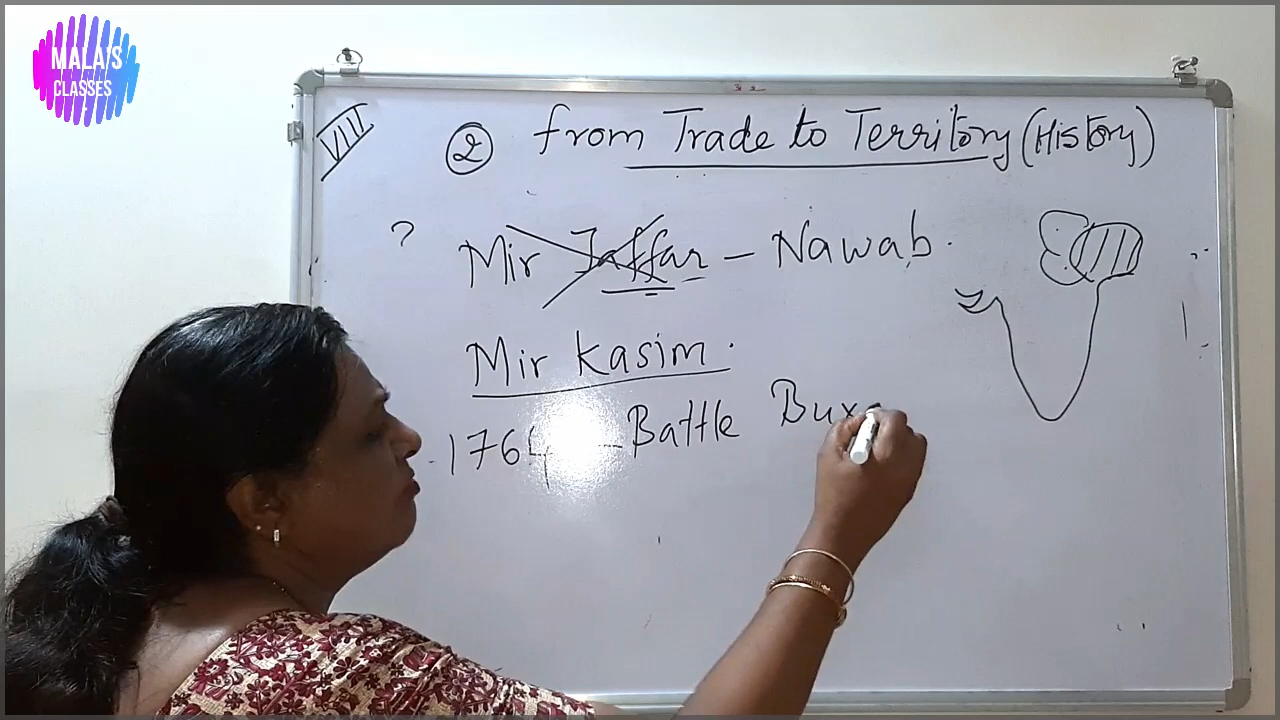 MALA'S
CLASSES
VIII
② from Trade to Territory (History)
? Mir Jaffar – Nawab.
Mir Kasim.
1764 – Battle Bux